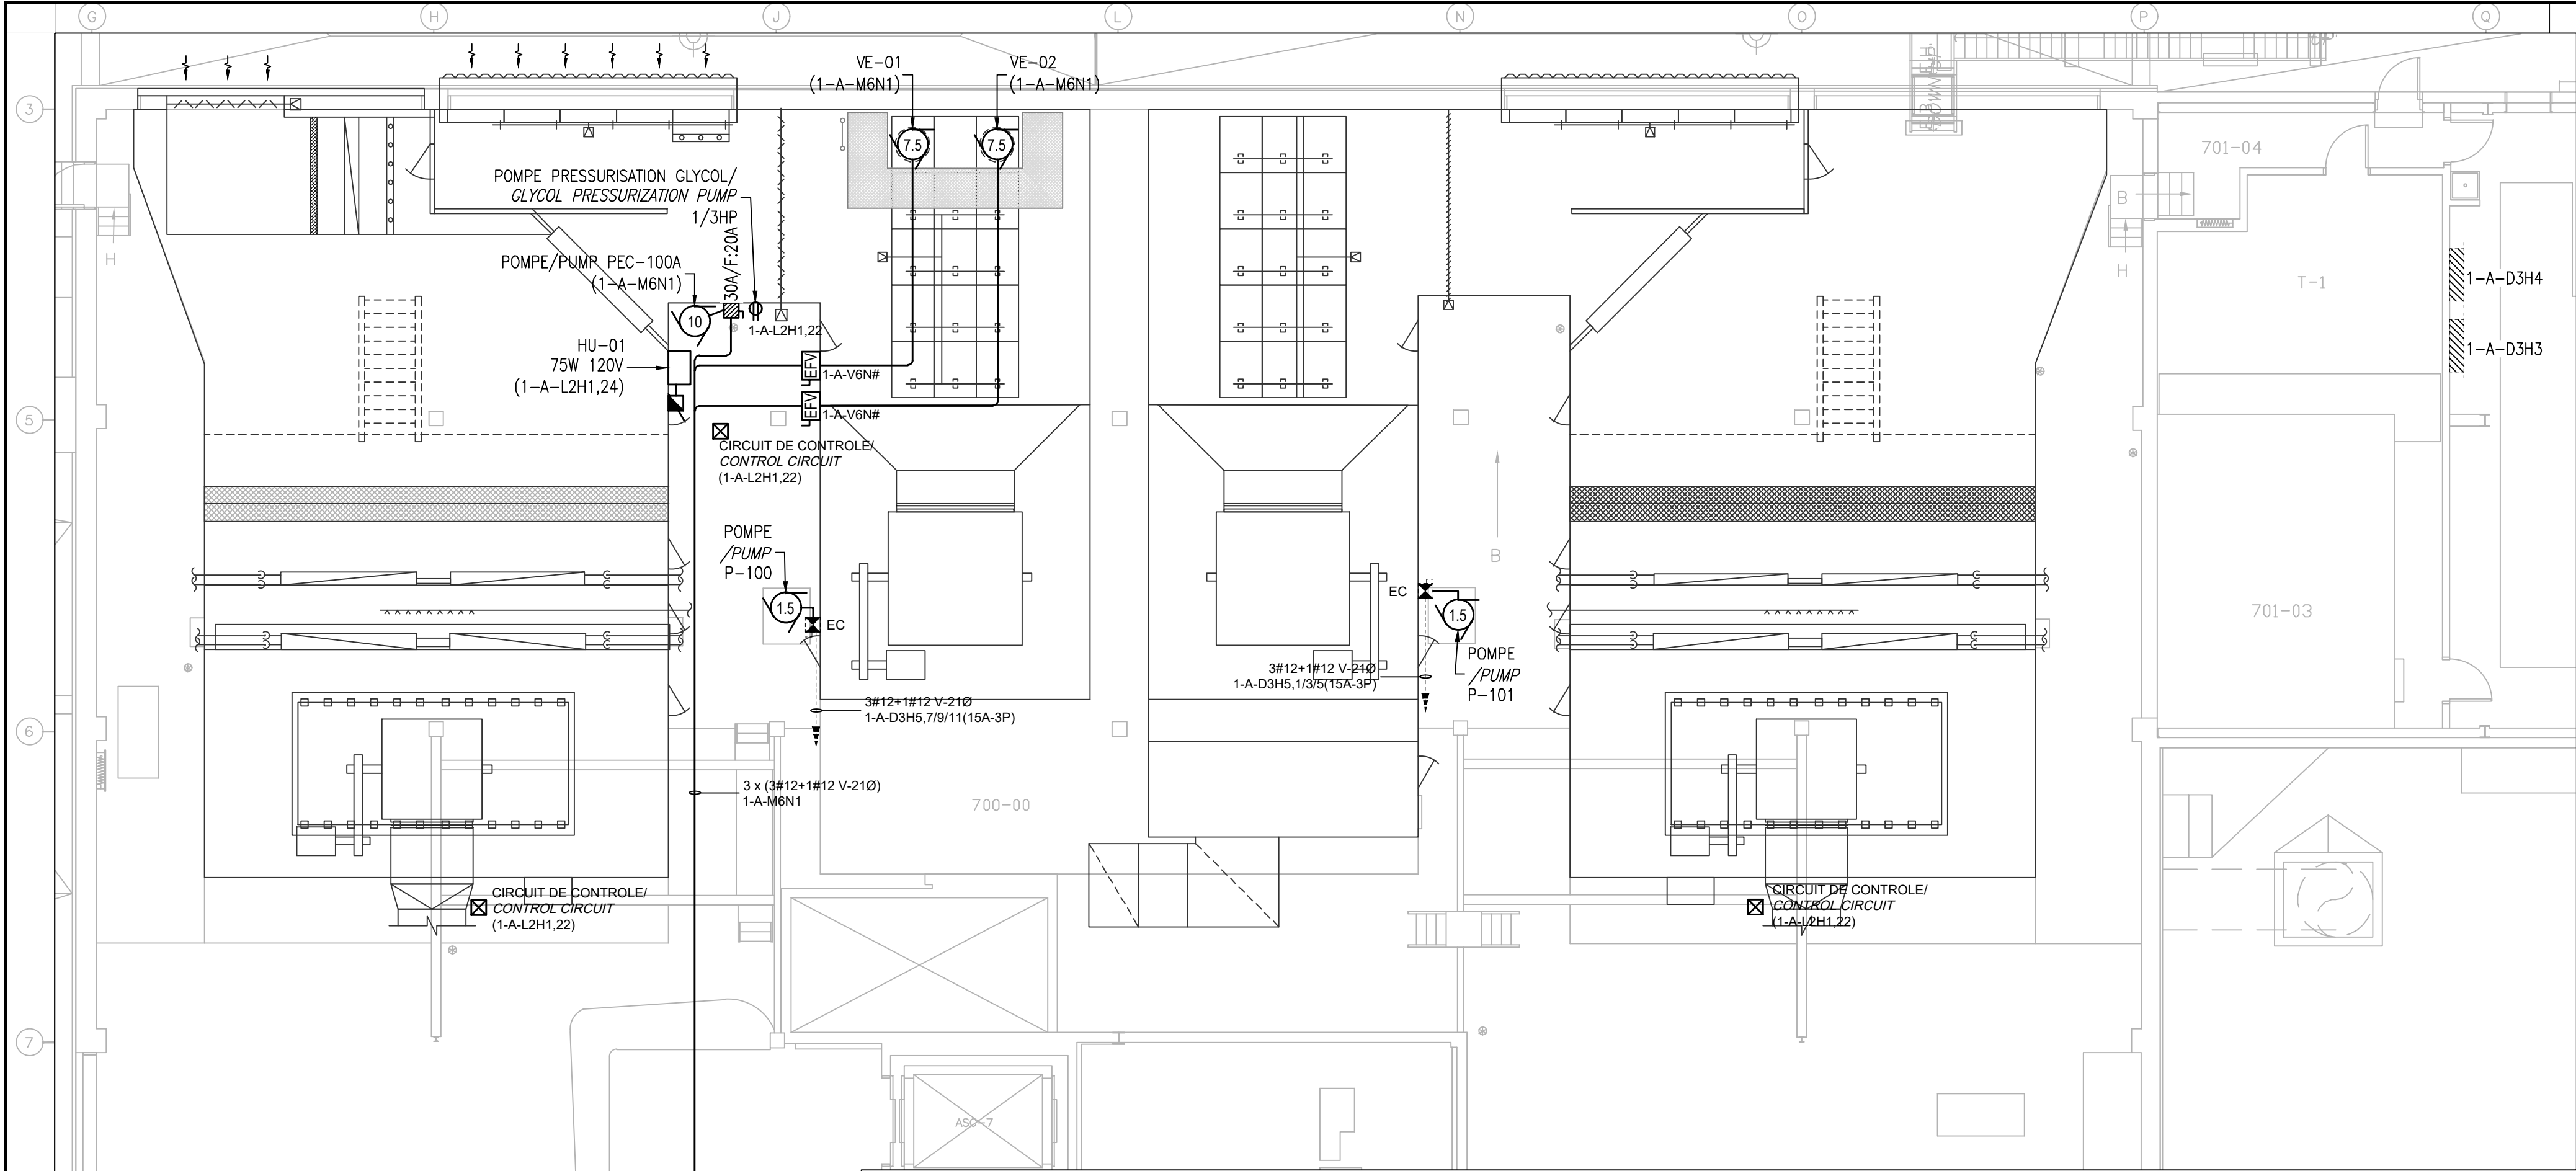 G
H
J
L
N
O
P
Q
3
5
6
7
VE-01
(1-A-M6N1)
VE-02
(1-A-M6N1)
7.5
7.5
POMPE PRESSURISATION GLYCOL/
GLYCOL PRESSURIZATION PUMP
1/3HP
30A/F:20A
POMPE/PUMP PEC-100A
(1-A-M6N1)
10
1-A-L2H1,22
HU-01
75W 120V
(1-A-L2H1,24)
EFV
1-A-V6N#
EFV
1-A-V6N#
CIRCUIT DE CONTROLE/
CONTROL CIRCUIT
(1-A-L2H1,22)
POMPE
/PUMP
P-100
1.5
EC
3#12+1#12 V-21Ø
1-A-D3H5,7/9/11(15A-3P)
3 x (3#12+1#12 V-21Ø)
1-A-M6N1
EC
1.5
POMPE
/PUMP
P-101
3#12+1#12 V-21Ø
1-A-D3H5,1/3/5(15A-3P)
CIRCUIT DE CONTROLE/
CONTROL CIRCUIT
(1-A-L2H1,22)
CIRCUIT DE CONTROLE/
CONTROL CIRCUIT
(1-A-L2H1,22)
700-00
ASC-7
H
B
B
H
701-04
T-1
701-03
1-A-D3H4
1-A-D3H3